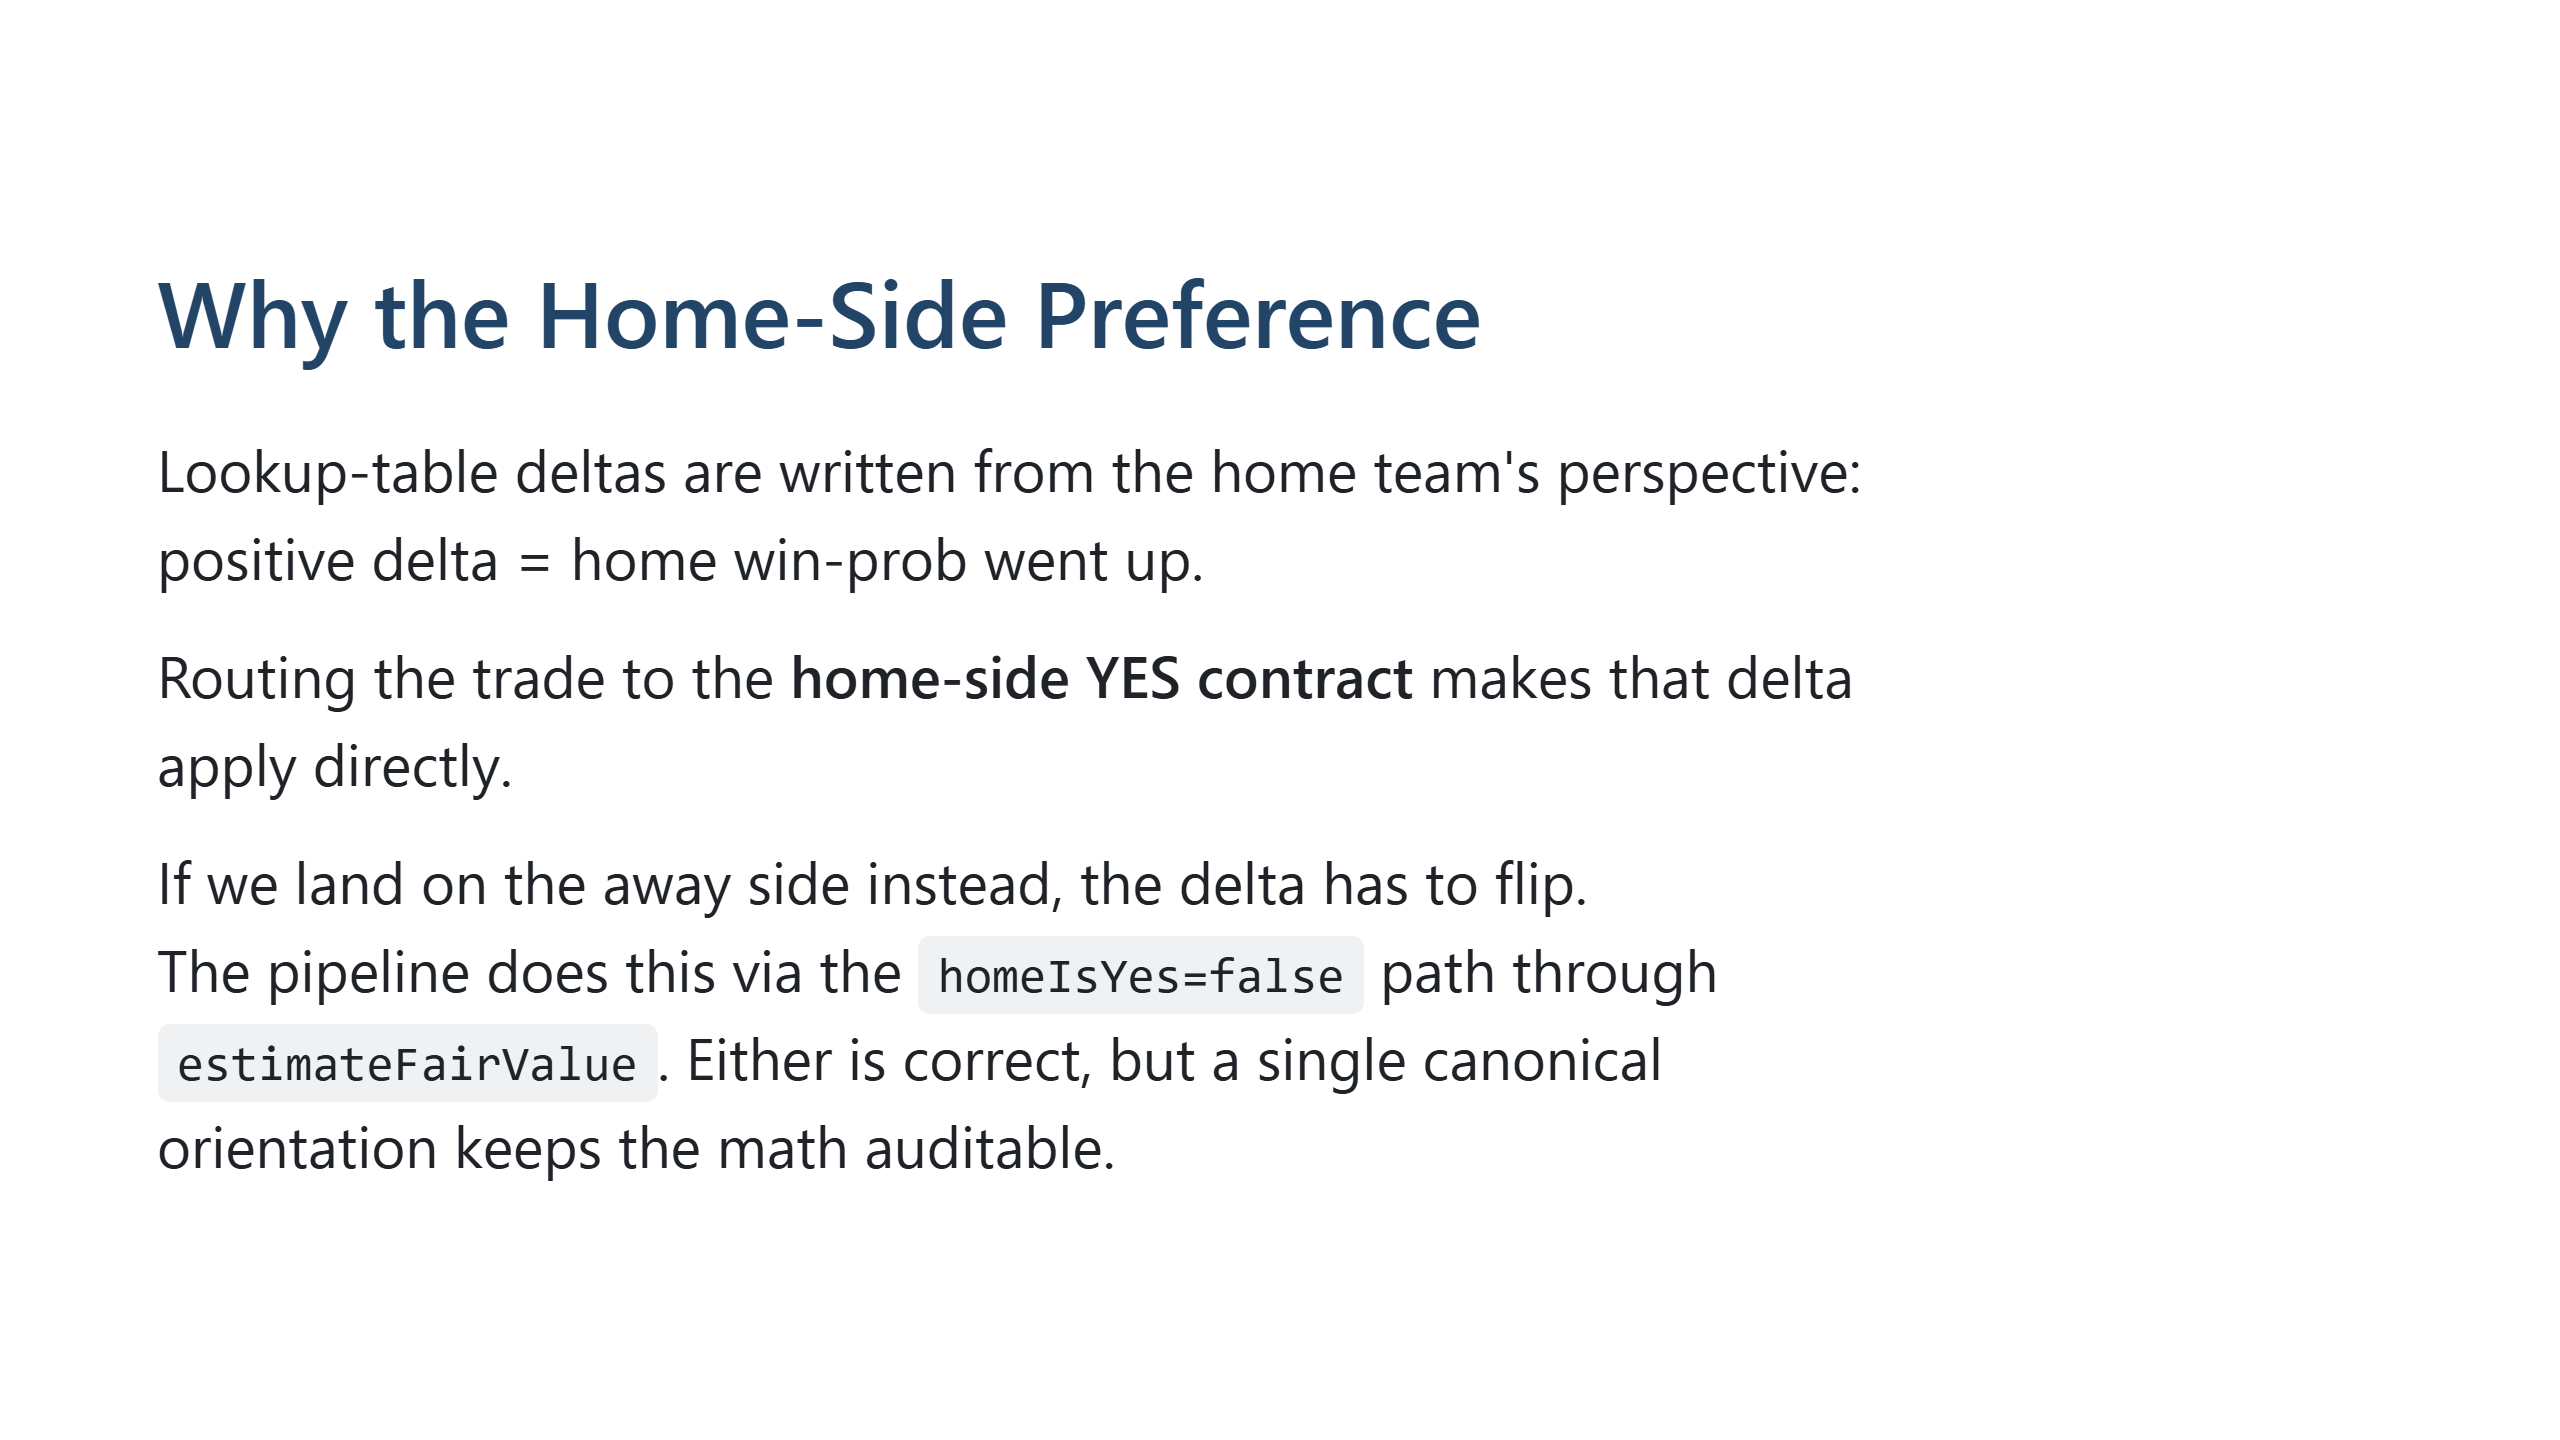 Why the Home-Side Preference
Lookup-table deltas are written from the home team's perspective:
positive delta = home win-prob went up.
Routing the trade to the home-side YES contract makes that delta
apply directly.
If we land on the away side instead, the delta has to flip.
The pipeline does this via the homeIsYes=false path through
estimateFairValue. Either is correct, but a single canonical
orientation keeps the math auditable.